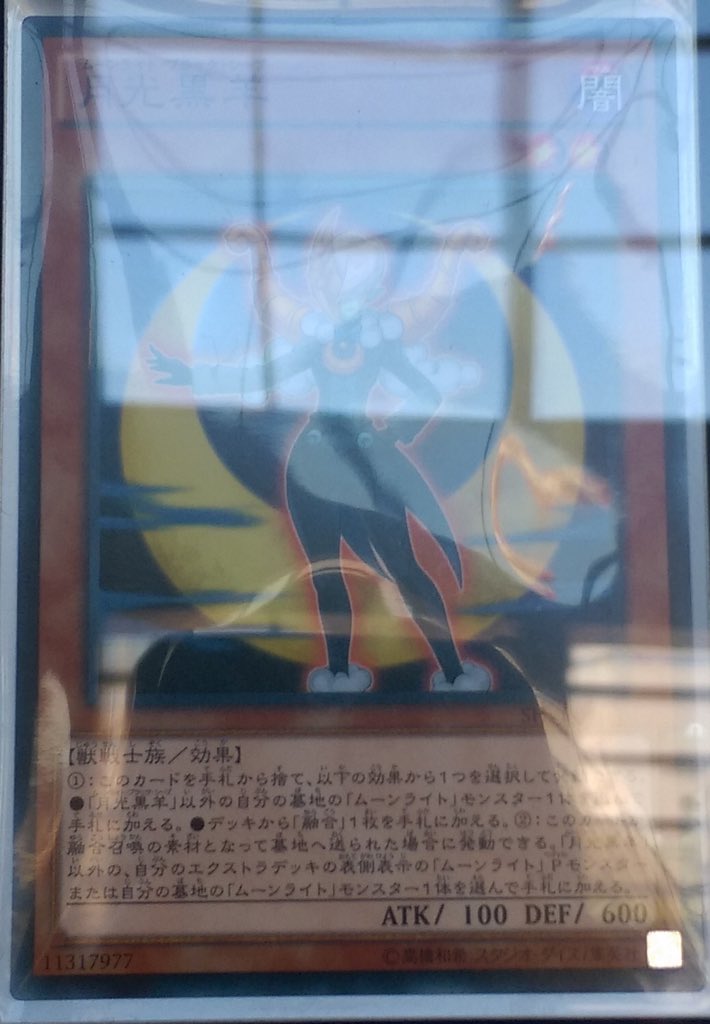 月光黒羊
闇
【獣戦士族／効果】
①：このカードを手札から捨て、以下の効果から1つを選択して
●「月光黒羊」以外の自分の墓地の「ムーンライト」モンスター1
手札に加える。●デッキから「融合」1枚を手札に加える。②：このカー
融合召喚の素材となって墓地へ送られた場合に発動できる。「月光黒羊」
以外の、自分のエクストラデッキの表側表示の「ムーンライト」Pモンスター
または自分の墓地の「ムーンライト」モンスター1体を選んで手札に加える。
ATK/ 100 DEF/ 600
11317977
©高橋和希 スタジオ・ダイス/集英社